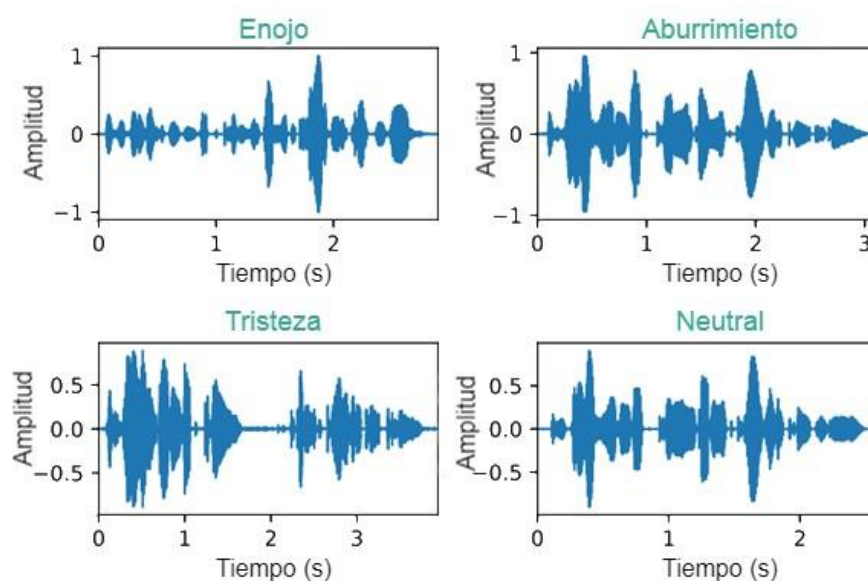 Enojo
Aburrimiento
Amplitud
1
0
−1
0
1
2
Tiempo (s)
Amplitud
1
0
−1
0
1
2
3
Tiempo (s)
Tristeza
Neutral
Amplitud
0.5
0.0
−0.5
0
1
2
3
Tiempo (s)
Amplitud
0.5
0.0
−0.5
0
1
2
Tiempo (s)